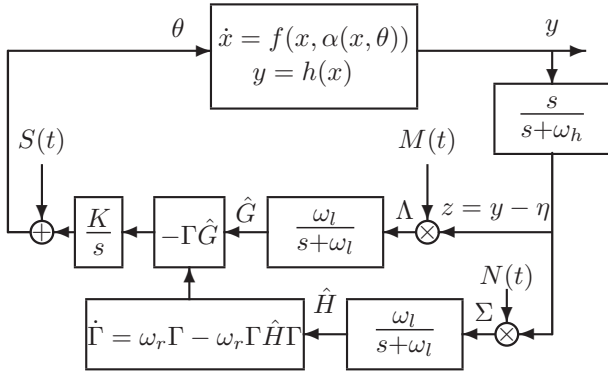 θ
ẋ = f(x, α(x, θ))
y = h(x)
y
s
s+ω_h
S(t)
M(t)
K
s
−ΓĜ
Ĝ
ω_l
s+ω_l
Λ
z = y − η
N(t)
Γ̇ = ω_rΓ − ω_rΓĤΓ
Ĥ
ω_l
s+ω_l
Σ